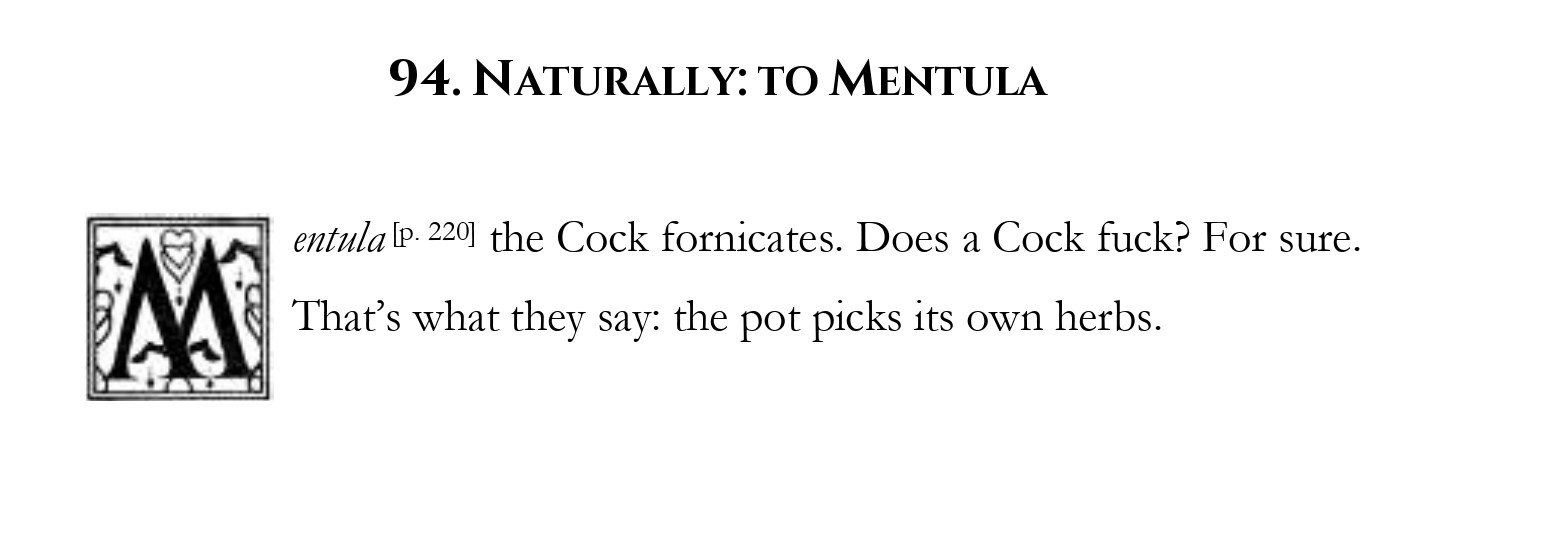 94. NATURALLY: TO MENTULA
Mentula [p. 220] the Cock fornicates. Does a Cock fuck? For sure.
That’s what they say: the pot picks its own herbs.